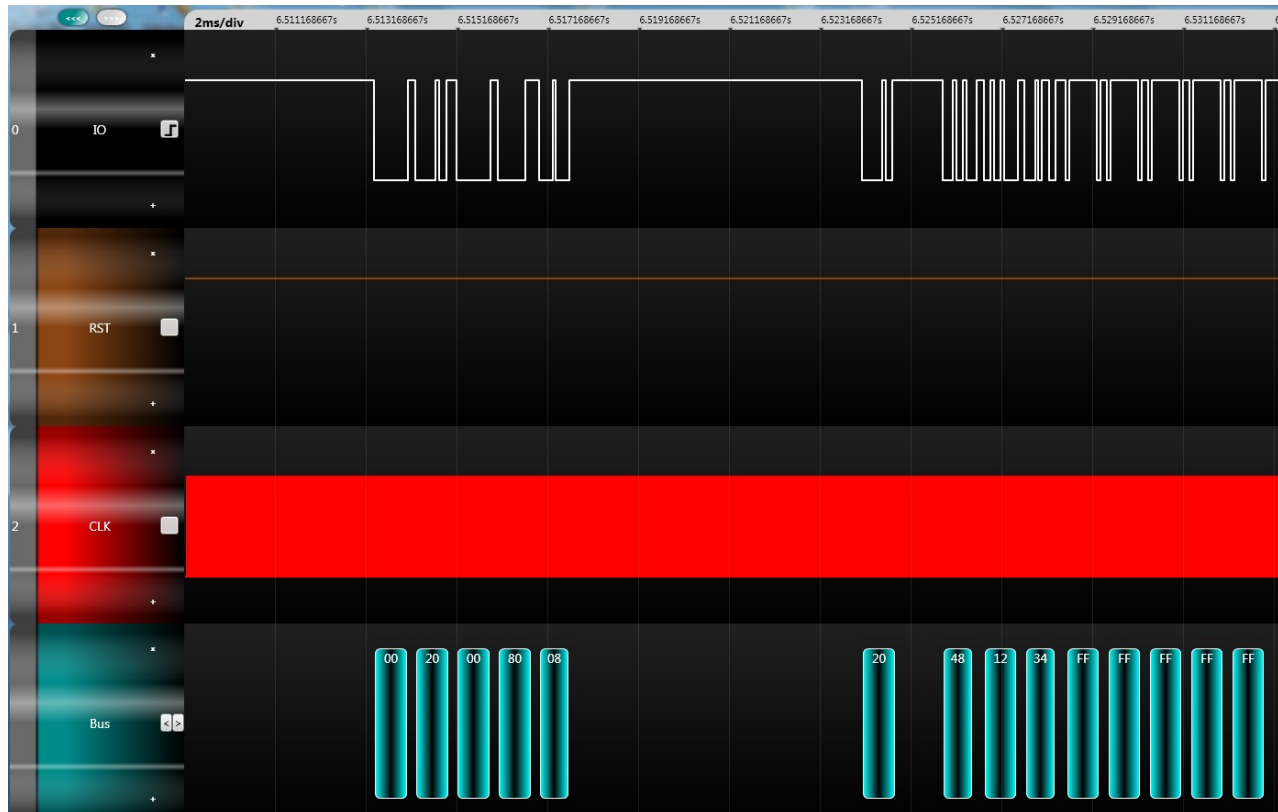 <<< >>> 2ms/div 6.511168667s 6.513168667s 6.515168667s 6.517168667s 6.519168667s 6.521168667s 6.523168667s 6.525168667s 6.527168667s 6.529168667s 6.531168667s
0 IO
1 RST
2 CLK
00 20 00 80 08 20 48 12 34 FF FF FF FF FF
Bus < >